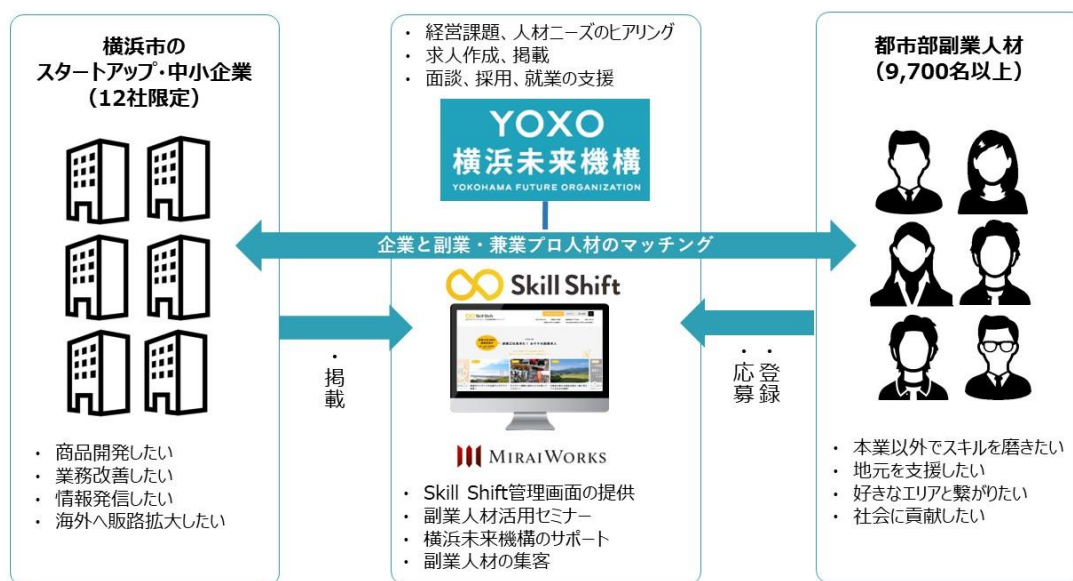 横浜市の
スタートアップ・中小企業
（12社限定）
・ 商品開発したい
・ 業務改善したい
・ 情報発信したい
・ 海外へ販路拡大したい
・ 経営課題、人材ニーズのヒアリング
・ 求人作成、掲載
・ 面談、採用、就業の支援
YOXO
横浜未来機構
YOKOHAMA FUTURE ORGANIZATION
企業と副業・兼業プロ人材のマッチング
Skill Shift
・掲載
・登録
・応募
MIRAIWORKS
・ Skill Shift管理画面の提供
・ 副業人材活用セミナー
・ 横浜未来機構のサポート
・ 副業人材の集客
都市部副業人材
（9,700名以上）
・ 本業以外でスキルを磨きたい
・ 地元を支援したい
・ 好きなエリアと繋がりたい
・ 社会に貢献したい